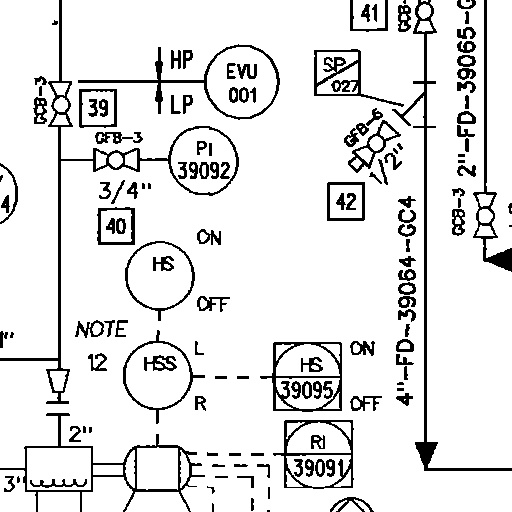 41
GCB-3
HP
EVU
001
LP
SP
027
GCB-3
39
GFB-3
PI
39092
3/4"
40
GFB-6
1/2"
42
2"-FD-39065-G
GCB-3
4"-FD-39064-GC4
4
ON
HS
OFF
NOTE
12
HSS
L
R
HS
39095
ON
OFF
1"
2"
RI
39091
3"